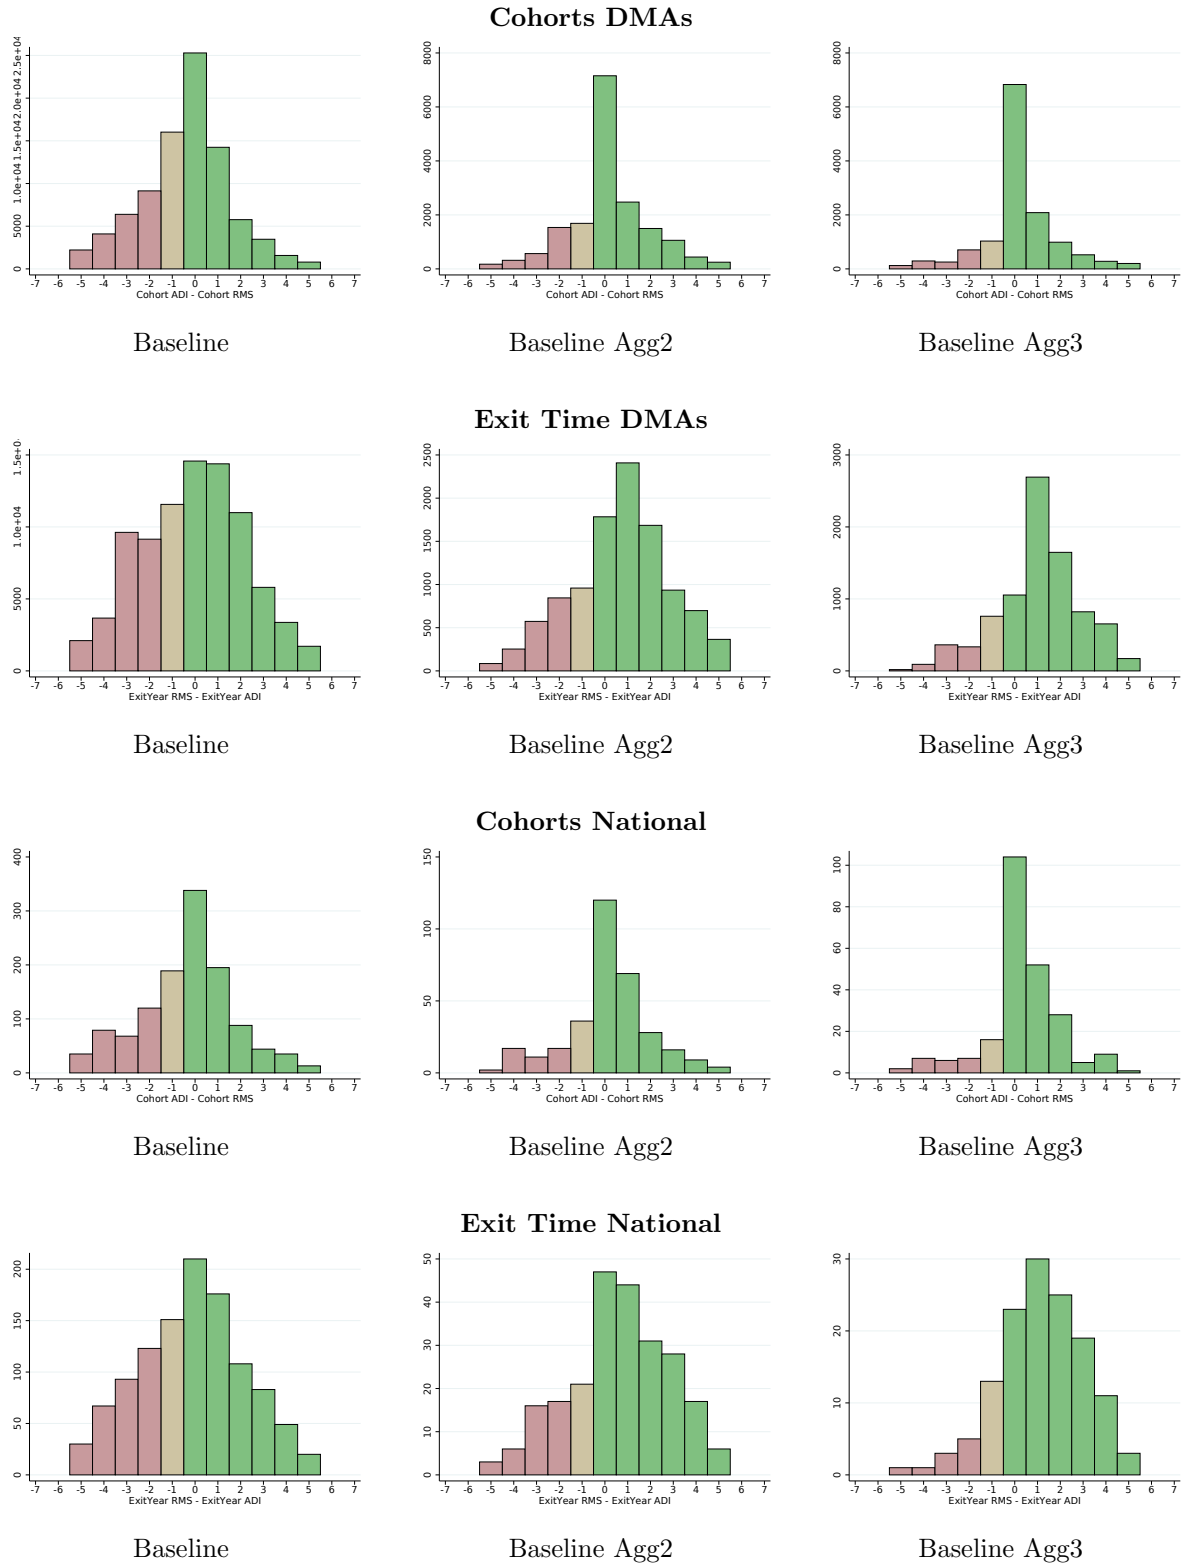 Cohorts DMAs
0 5000 1.0e+04 1.5e+04 2.0e+04 2.5e+04
-7 -6 -5 -4 -3 -2 -1 0 1 2 3 4 5 6 7
Cohort ADI - Cohort RMS
Baseline
0 2000 4000 6000 8000
-7 -6 -5 -4 -3 -2 -1 0 1 2 3 4 5 6 7
Cohort ADI - Cohort RMS
Baseline Agg2
0 2000 4000 6000 8000
-7 -6 -5 -4 -3 -2 -1 0 1 2 3 4 5 6 7
Cohort ADI - Cohort RMS
Baseline Agg3
Exit Time DMAs
0 5000 1.0e+04 1.5e+0
-7 -6 -5 -4 -3 -2 -1 0 1 2 3 4 5 6 7
ExitYear RMS - ExitYear ADI
Baseline
0 500 1000 1500 2000 2500
-7 -6 -5 -4 -3 -2 -1 0 1 2 3 4 5 6 7
ExitYear RMS - ExitYear ADI
Baseline Agg2
0 1000 2000 3000
-7 -6 -5 -4 -3 -2 -1 0 1 2 3 4 5 6 7
ExitYear RMS - ExitYear ADI
Baseline Agg3
Cohorts National
0 100 200 300 400
-7 -6 -5 -4 -3 -2 -1 0 1 2 3 4 5 6 7
Cohort ADI - Cohort RMS
Baseline
0 50 100 150
-7 -6 -5 -4 -3 -2 -1 0 1 2 3 4 5 6 7
Cohort ADI - Cohort RMS
Baseline Agg2
0 20 40 60 80 100
-7 -6 -5 -4 -3 -2 -1 0 1 2 3 4 5 6 7
Cohort ADI - Cohort RMS
Baseline Agg3
Exit Time National
0 50 100 150 200
-7 -6 -5 -4 -3 -2 -1 0 1 2 3 4 5 6 7
ExitYear RMS - ExitYear ADI
Baseline
0 10 20 30 40 50
-7 -6 -5 -4 -3 -2 -1 0 1 2 3 4 5 6 7
ExitYear RMS - ExitYear ADI
Baseline Agg2
0 10 20 30
-7 -6 -5 -4 -3 -2 -1 0 1 2 3 4 5 6 7
ExitYear RMS - ExitYear ADI
Baseline Agg3